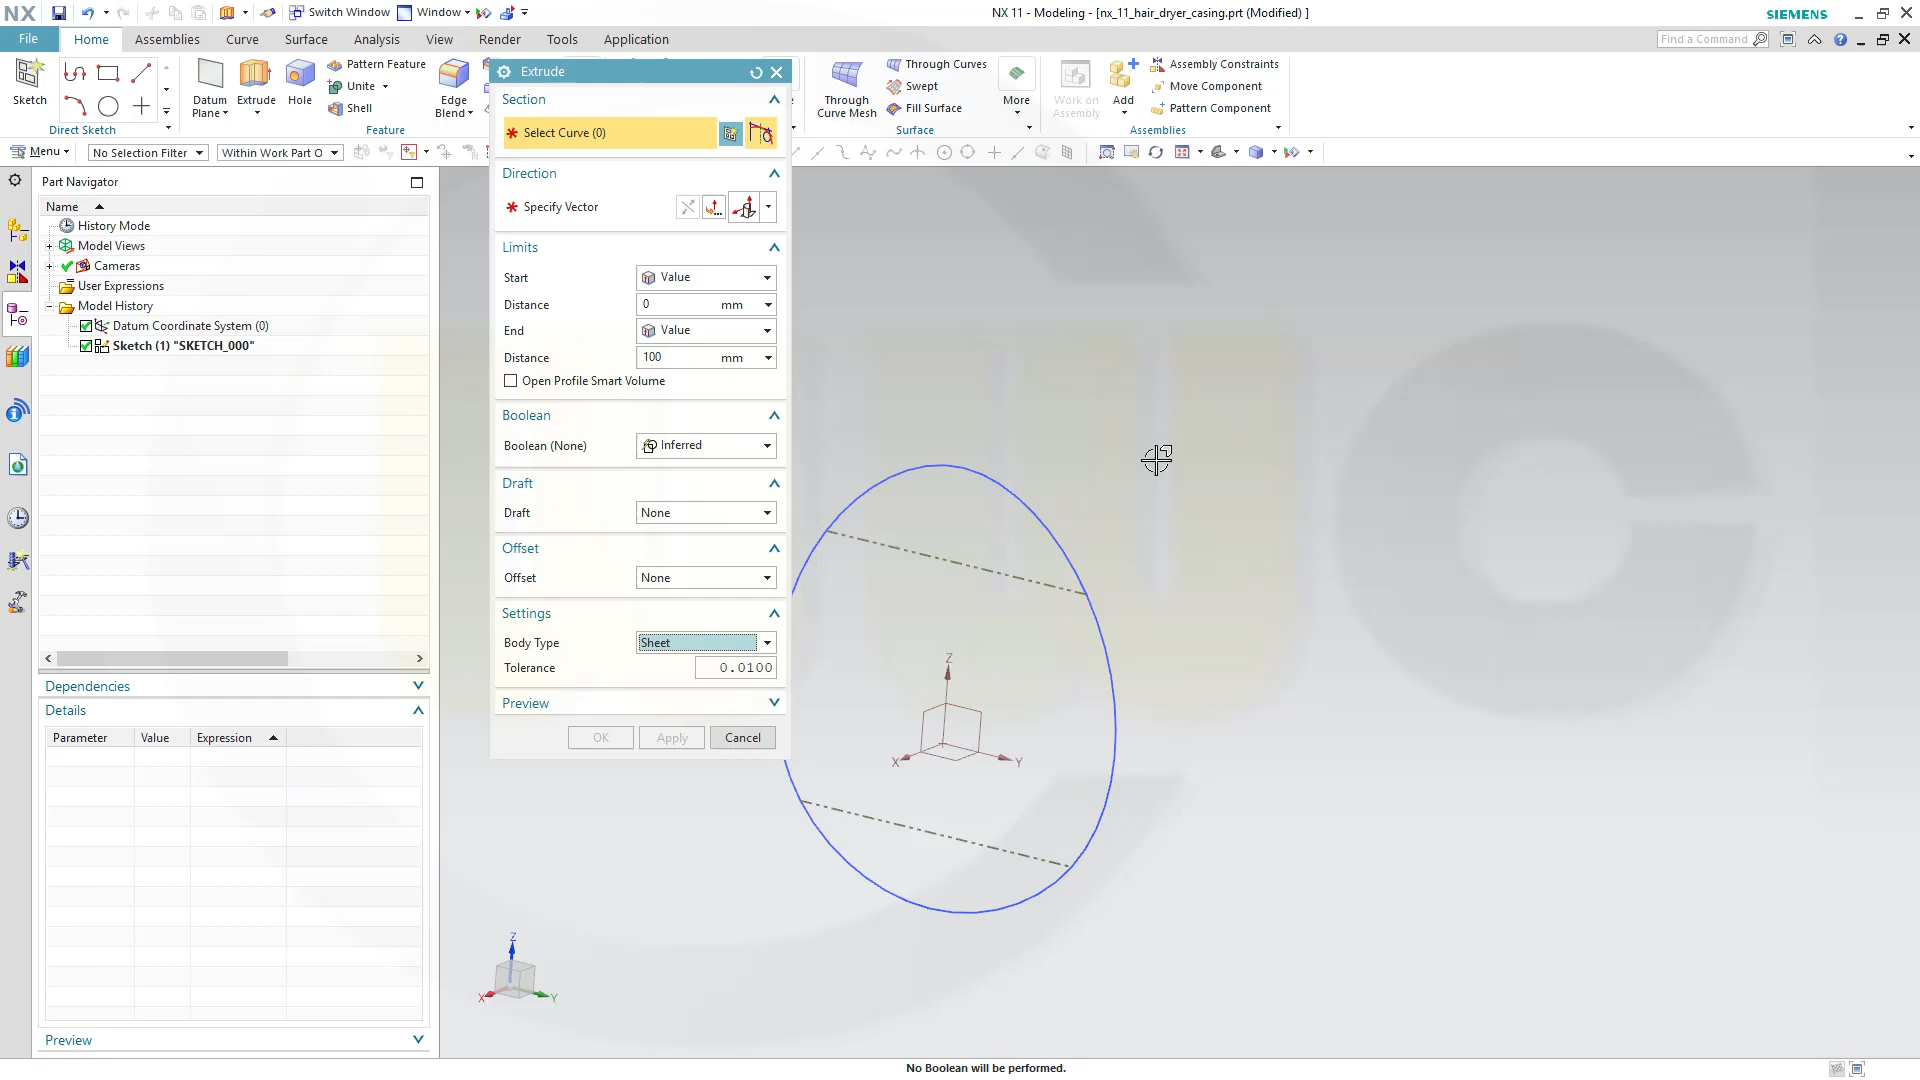 NX
Switch Window
Window
NX 11 - Modeling - [nx_11_hair_dryer_casing.prt (Modified) ]
SIEMENS
File
Home
Assemblies
Curve
Surface
Analysis
View
Render
Tools
Application
Find a Command
Sketch
Direct Sketch
Datum Plane
Extrude
Hole
Pattern Feature
Unite
Shell
Feature
Edge Blend
Through Curve Mesh
Through Curves
Swept
Fill Surface
More
Surface
Work on Assembly
Add
Assembly Constraints
Move Component
Pattern Component
Assemblies
Menu
No Selection Filter
Within Work Part O
Part Navigator
Name
History Mode
Model Views
Cameras
User Expressions
Model History
Datum Coordinate System (0)
Sketch (1) "SKETCH_000"
Dependencies
Details
Parameter
Value
Expression
Preview
Extrude
Section
* Select Curve (0)
Direction
* Specify Vector
Limits
Start
Value
Distance
0 mm
End
Value
Distance
100 mm
Open Profile Smart Volume
Boolean
Boolean (None)
Inferred
Draft
Draft
None
Offset
Offset
None
Settings
Body Type
Sheet
Tolerance
0.0100
Preview
OK
Apply
Cancel
Z
X
Y
Z
X
Y
No Boolean will be performed.